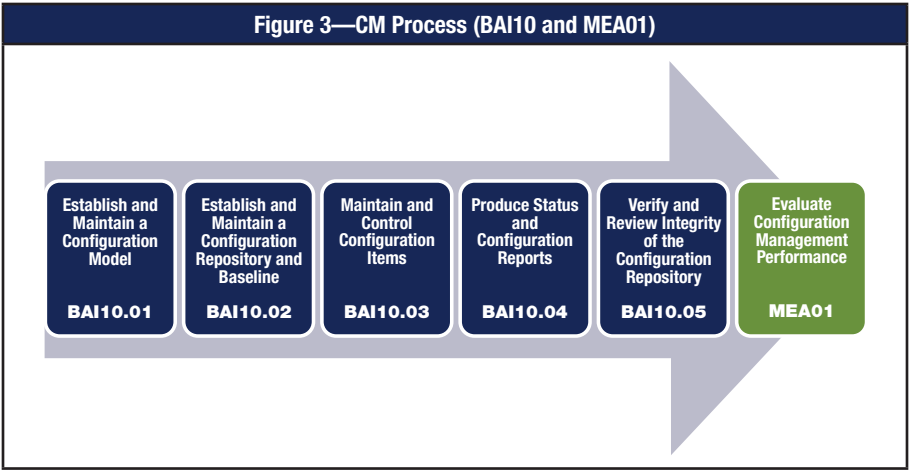 Figure 3—CM Process (BAI10 and MEA01)
Establish and
Maintain a
Configuration
Model
BAI10.01
Establish and
Maintain a
Configuration
Repository and
Baseline
BAI10.02
Maintain and
Control
Configuration
Items
BAI10.03
Produce Status
and
Configuration
Reports
BAI10.04
Verify and
Review Integrity
of the
Configuration
Repository
BAI10.05
Evaluate
Configuration
Management
Performance
MEA01